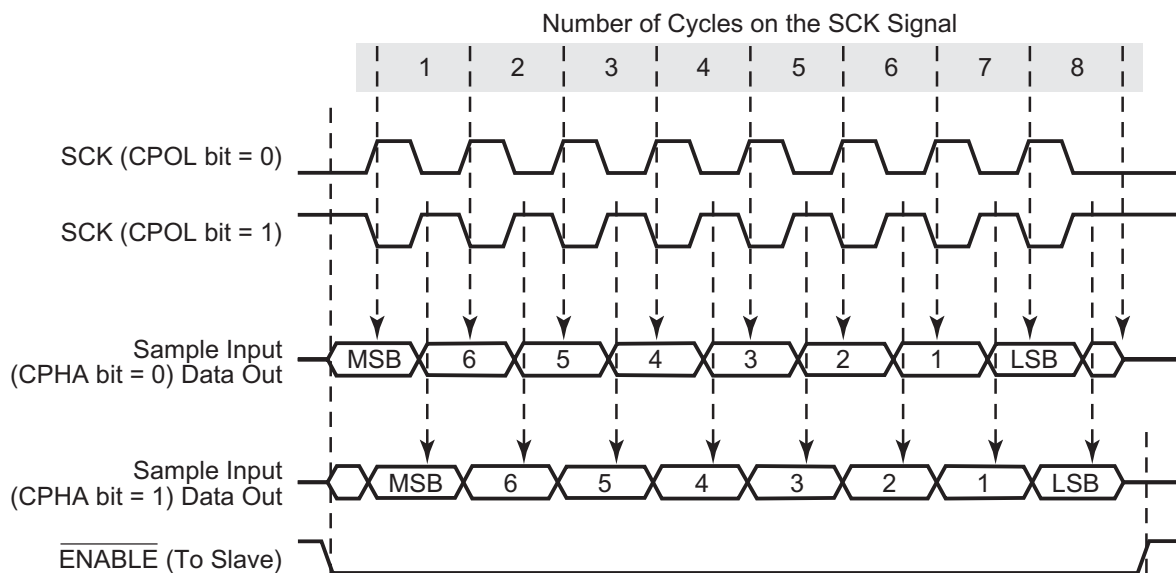 Number of Cycles on the SCK Signal
1 2 3 4 5 6 7 8
SCK (CPOL bit = 0)
SCK (CPOL bit = 1)
Sample Input
(CPHA bit = 0) Data Out
MSB 6 5 4 3 2 1 LSB
Sample Input
(CPHA bit = 1) Data Out
MSB 6 5 4 3 2 1 LSB
ENABLE (To Slave)